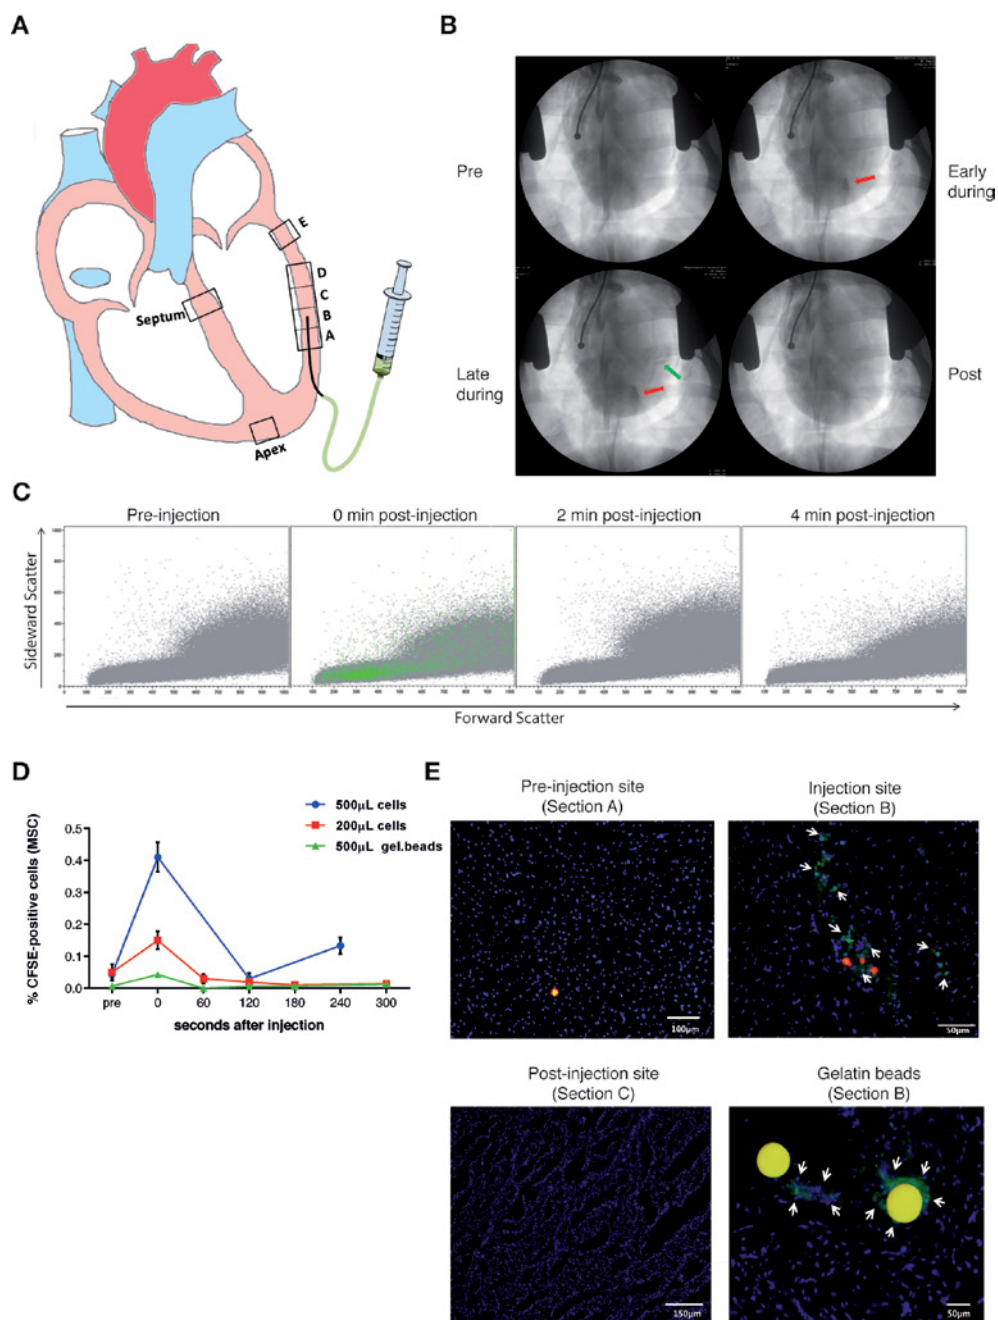 A
E
D
C
B
A
Septum
Apex
B
Pre
Early
during
Late
during
Post
C
Pre-injection
0 min post-injection
2 min post-injection
4 min post-injection
Sideward Scatter
Forward Scatter
D
500µL cells
200µL cells
500µL gel.beads
% CFSE-positive cells (MSC)
0.5
0.4
0.3
0.2
0.1
0.0
pre 0 60 120 180 240 300
seconds after injection
E
Pre-injection site
(Section A)
100µm
Injection site
(Section B)
50µm
Post-injection site
(Section C)
150µm
Gelatin beads
(Section B)
50µm